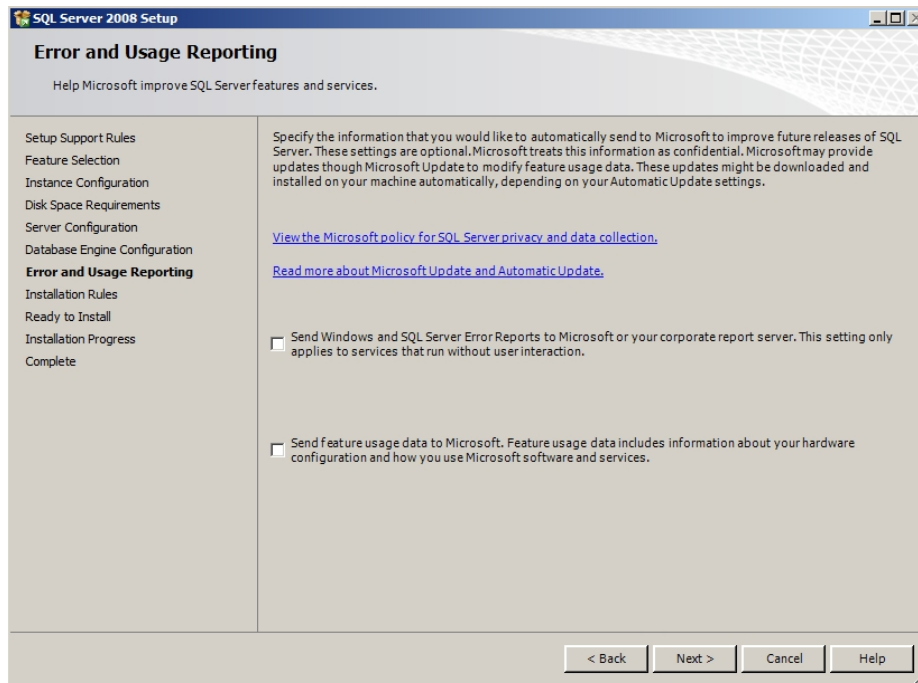 SQL Server 2008 Setup
Error and Usage Reporting
Help Microsoft improve SQL Server features and services.
Setup Support Rules
Feature Selection
Instance Configuration
Disk Space Requirements
Server Configuration
Database Engine Configuration
Error and Usage Reporting
Installation Rules
Ready to Install
Installation Progress
Complete
Specify the information that you would like to automatically send to Microsoft to improve future releases of SQL
Server. These settings are optional. Microsoft treats this information as confidential. Microsoft may provide
updates though Microsoft Update to modify feature usage data. These updates might be downloaded and
installed on your machine automatically, depending on your Automatic Update settings.
View the Microsoft policy for SQL Server privacy and data collection.
Read more about Microsoft Update and Automatic Update.
Send Windows and SQL Server Error Reports to Microsoft or your corporate report server. This setting only
applies to services that run without user interaction.
Send feature usage data to Microsoft. Feature usage data includes information about your hardware
configuration and how you use Microsoft software and services.
< Back
Next >
Cancel
Help